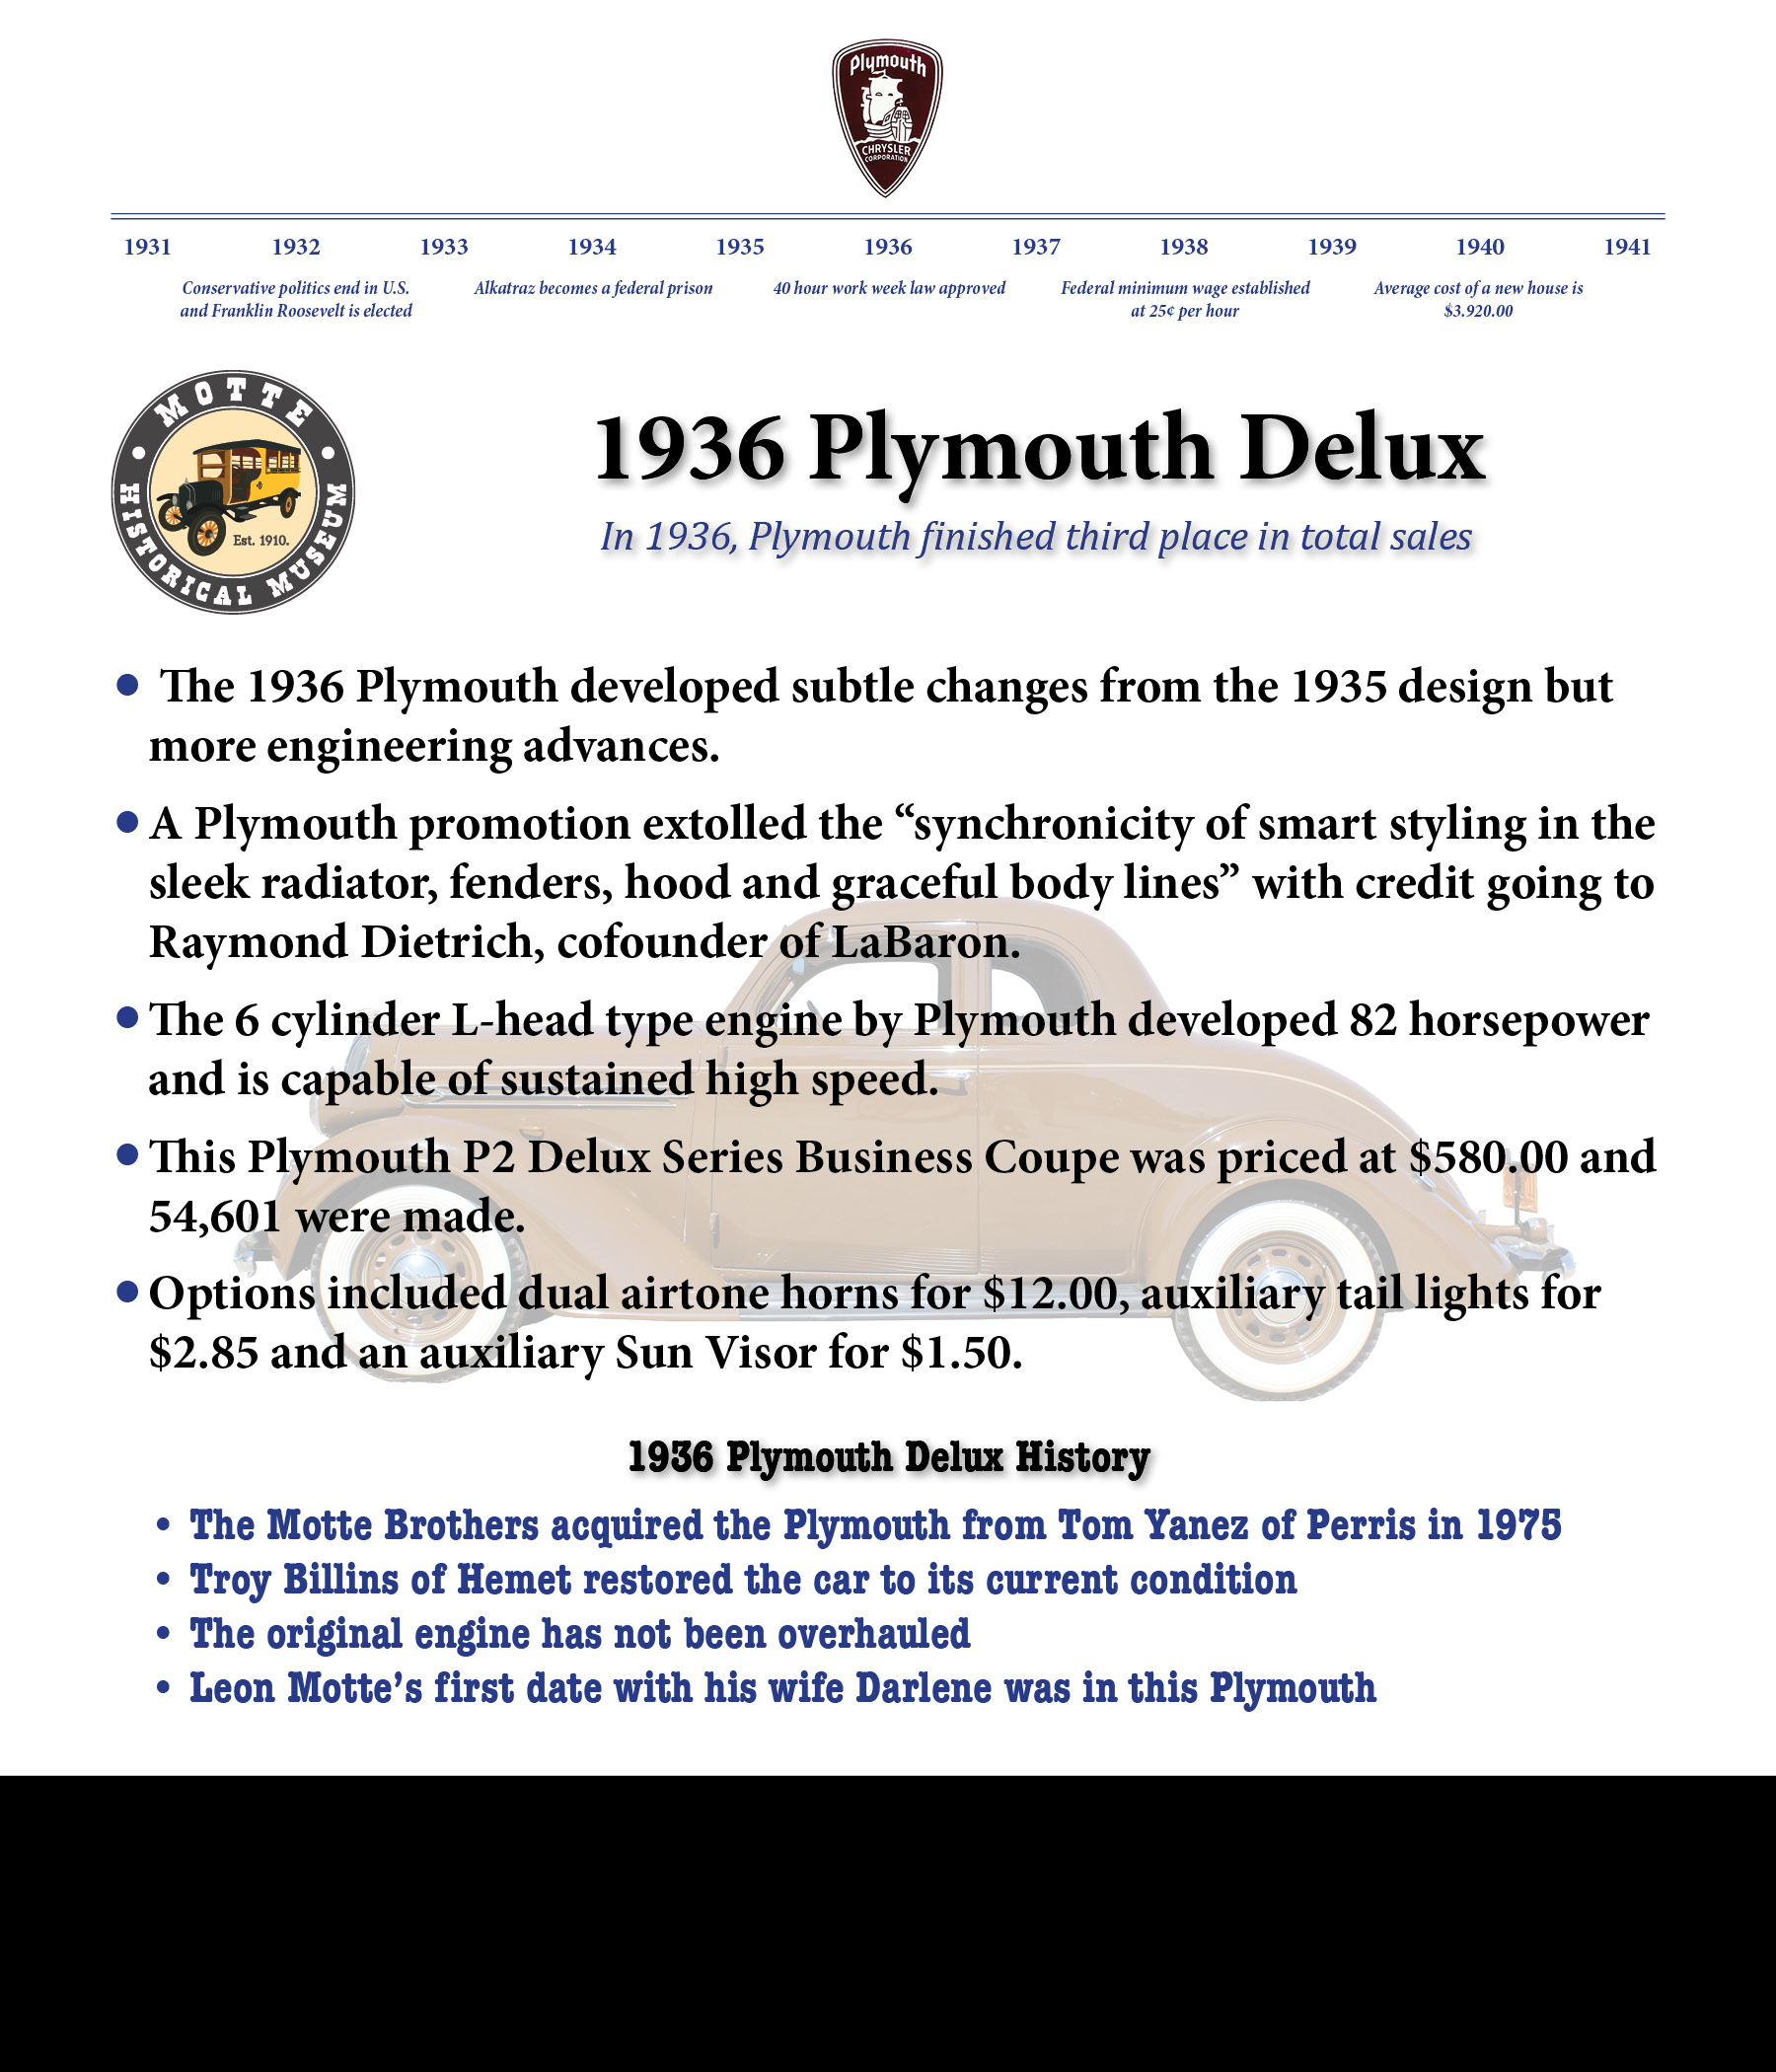 Plymouth
CHRYSLER
CORPORATION
1931 1932 1933 1934 1935 1936 1937 1938 1939 1940 1941
Conservative politics end in U.S.
and Franklin Roosevelt is elected
Alkatraz becomes a federal prison
40 hour work week law approved
Federal minimum wage established
at 25¢ per hour
Average cost of a new house is
$3.920.00
MOTTE
HISTORICAL MUSEUM
Est. 1910.
1936 Plymouth Delux
In 1936, Plymouth finished third place in total sales
• The 1936 Plymouth developed subtle changes from the 1935 design but
more engineering advances.
• A Plymouth promotion extolled the “synchronicity of smart styling in the
sleek radiator, fenders, hood and graceful body lines” with credit going to
Raymond Dietrich, cofounder of LaBaron.
• The 6 cylinder L-head type engine by Plymouth developed 82 horsepower
and is capable of sustained high speed.
• This Plymouth P2 Delux Series Business Coupe was priced at $580.00 and
54,601 were made.
• Options included dual airtone horns for $12.00, auxiliary tail lights for
$2.85 and an auxiliary Sun Visor for $1.50.
1936 Plymouth Delux History
• The Motte Brothers acquired the Plymouth from Tom Yanez of Perris in 1975
• Troy Billins of Hemet restored the car to its current condition
• The original engine has not been overhauled
• Leon Motte’s first date with his wife Darlene was in this Plymouth